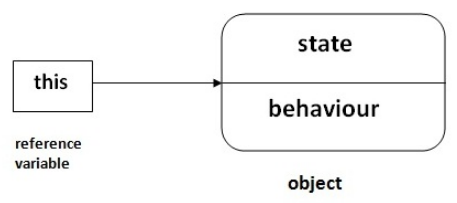 state
this
behaviour
reference
variable
object